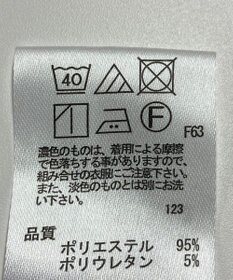 40
F F63
濃色のものは、着用による摩擦
で色落ちする事がありますので、
組み合せの衣服にご注意下さい。
また、淡色のものとは別にお洗
い下さい。
123
品質
ポリエステル 95%
ポリウレタン 5%